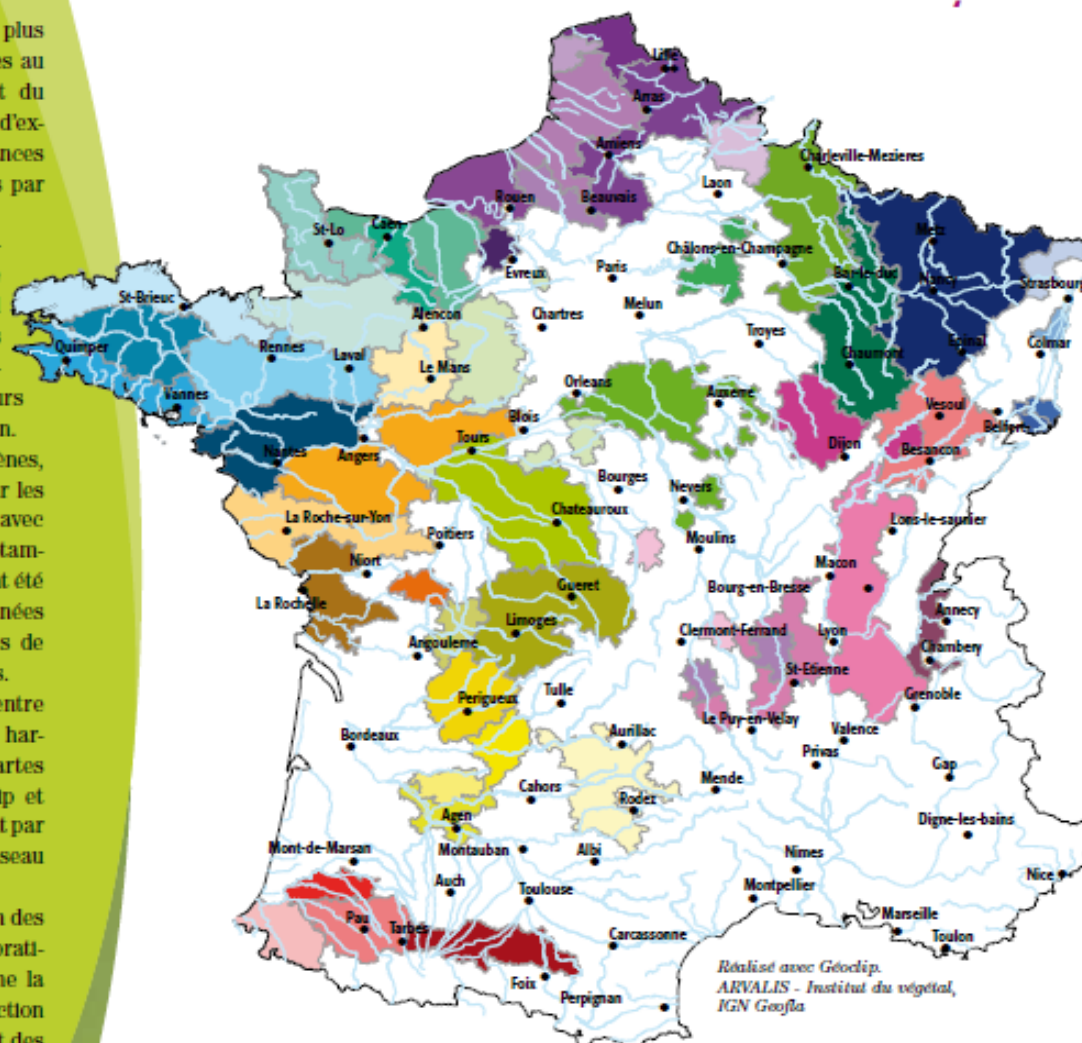 plus
es au
t du
d'ex-
nces
s par
urs
n.
ènes,
r les
avec
tam-
nt été
nées
s de
s.
entre
har-
artes
ip et
t par
seau
n des
prati-
ne la
ction
t des
Lille
Arras
Amiens
Charleville-Mezieres
Laon
Rouen
Beauvais
St-Lo
Caen
Metz
Evreux
Châlons-en-Champagne
Paris
Bar-le-duc
Nancy
Strasbourg
St-Brieuc
Melun
Alencon
Chartres
Troyes
Quimper
Rennes
Laval
Chaumont
Epinal
Colmar
Le Mans
Orleans
Auxerre
Vannes
Blois
Vesoul
Belfort
Nantes
Angers
Tours
Dijon
Besancon
Bourges
Nevers
Chateauroux
La Roche-sur-Yon
Poitiers
Moulins
Lons-le-saunier
Niort
Macon
Gueret
Bourg-en-Bresse
La Rochelle
Limoges
Annecy
Angouleme
Clermont-Ferrand
Lyon
Chambery
St-Etienne
Perigueux
Tulle
Grenoble
Le Puy-en-Velay
Bordeaux
Aurillac
Valence
Privas
Gap
Cahors
Mende
Rodez
Agen
Digne-les-bains
Mont-de-Marsan
Montauban
Albi
Nimes
Auch
Toulouse
Montpellier
Nice
Pau
Tarbes
Marseille
Carcassonne
Toulon
Foix
Perpignan
Réalisé avec Géoclip.
ARVALIS - Institut du végétal,
IGN Geofla